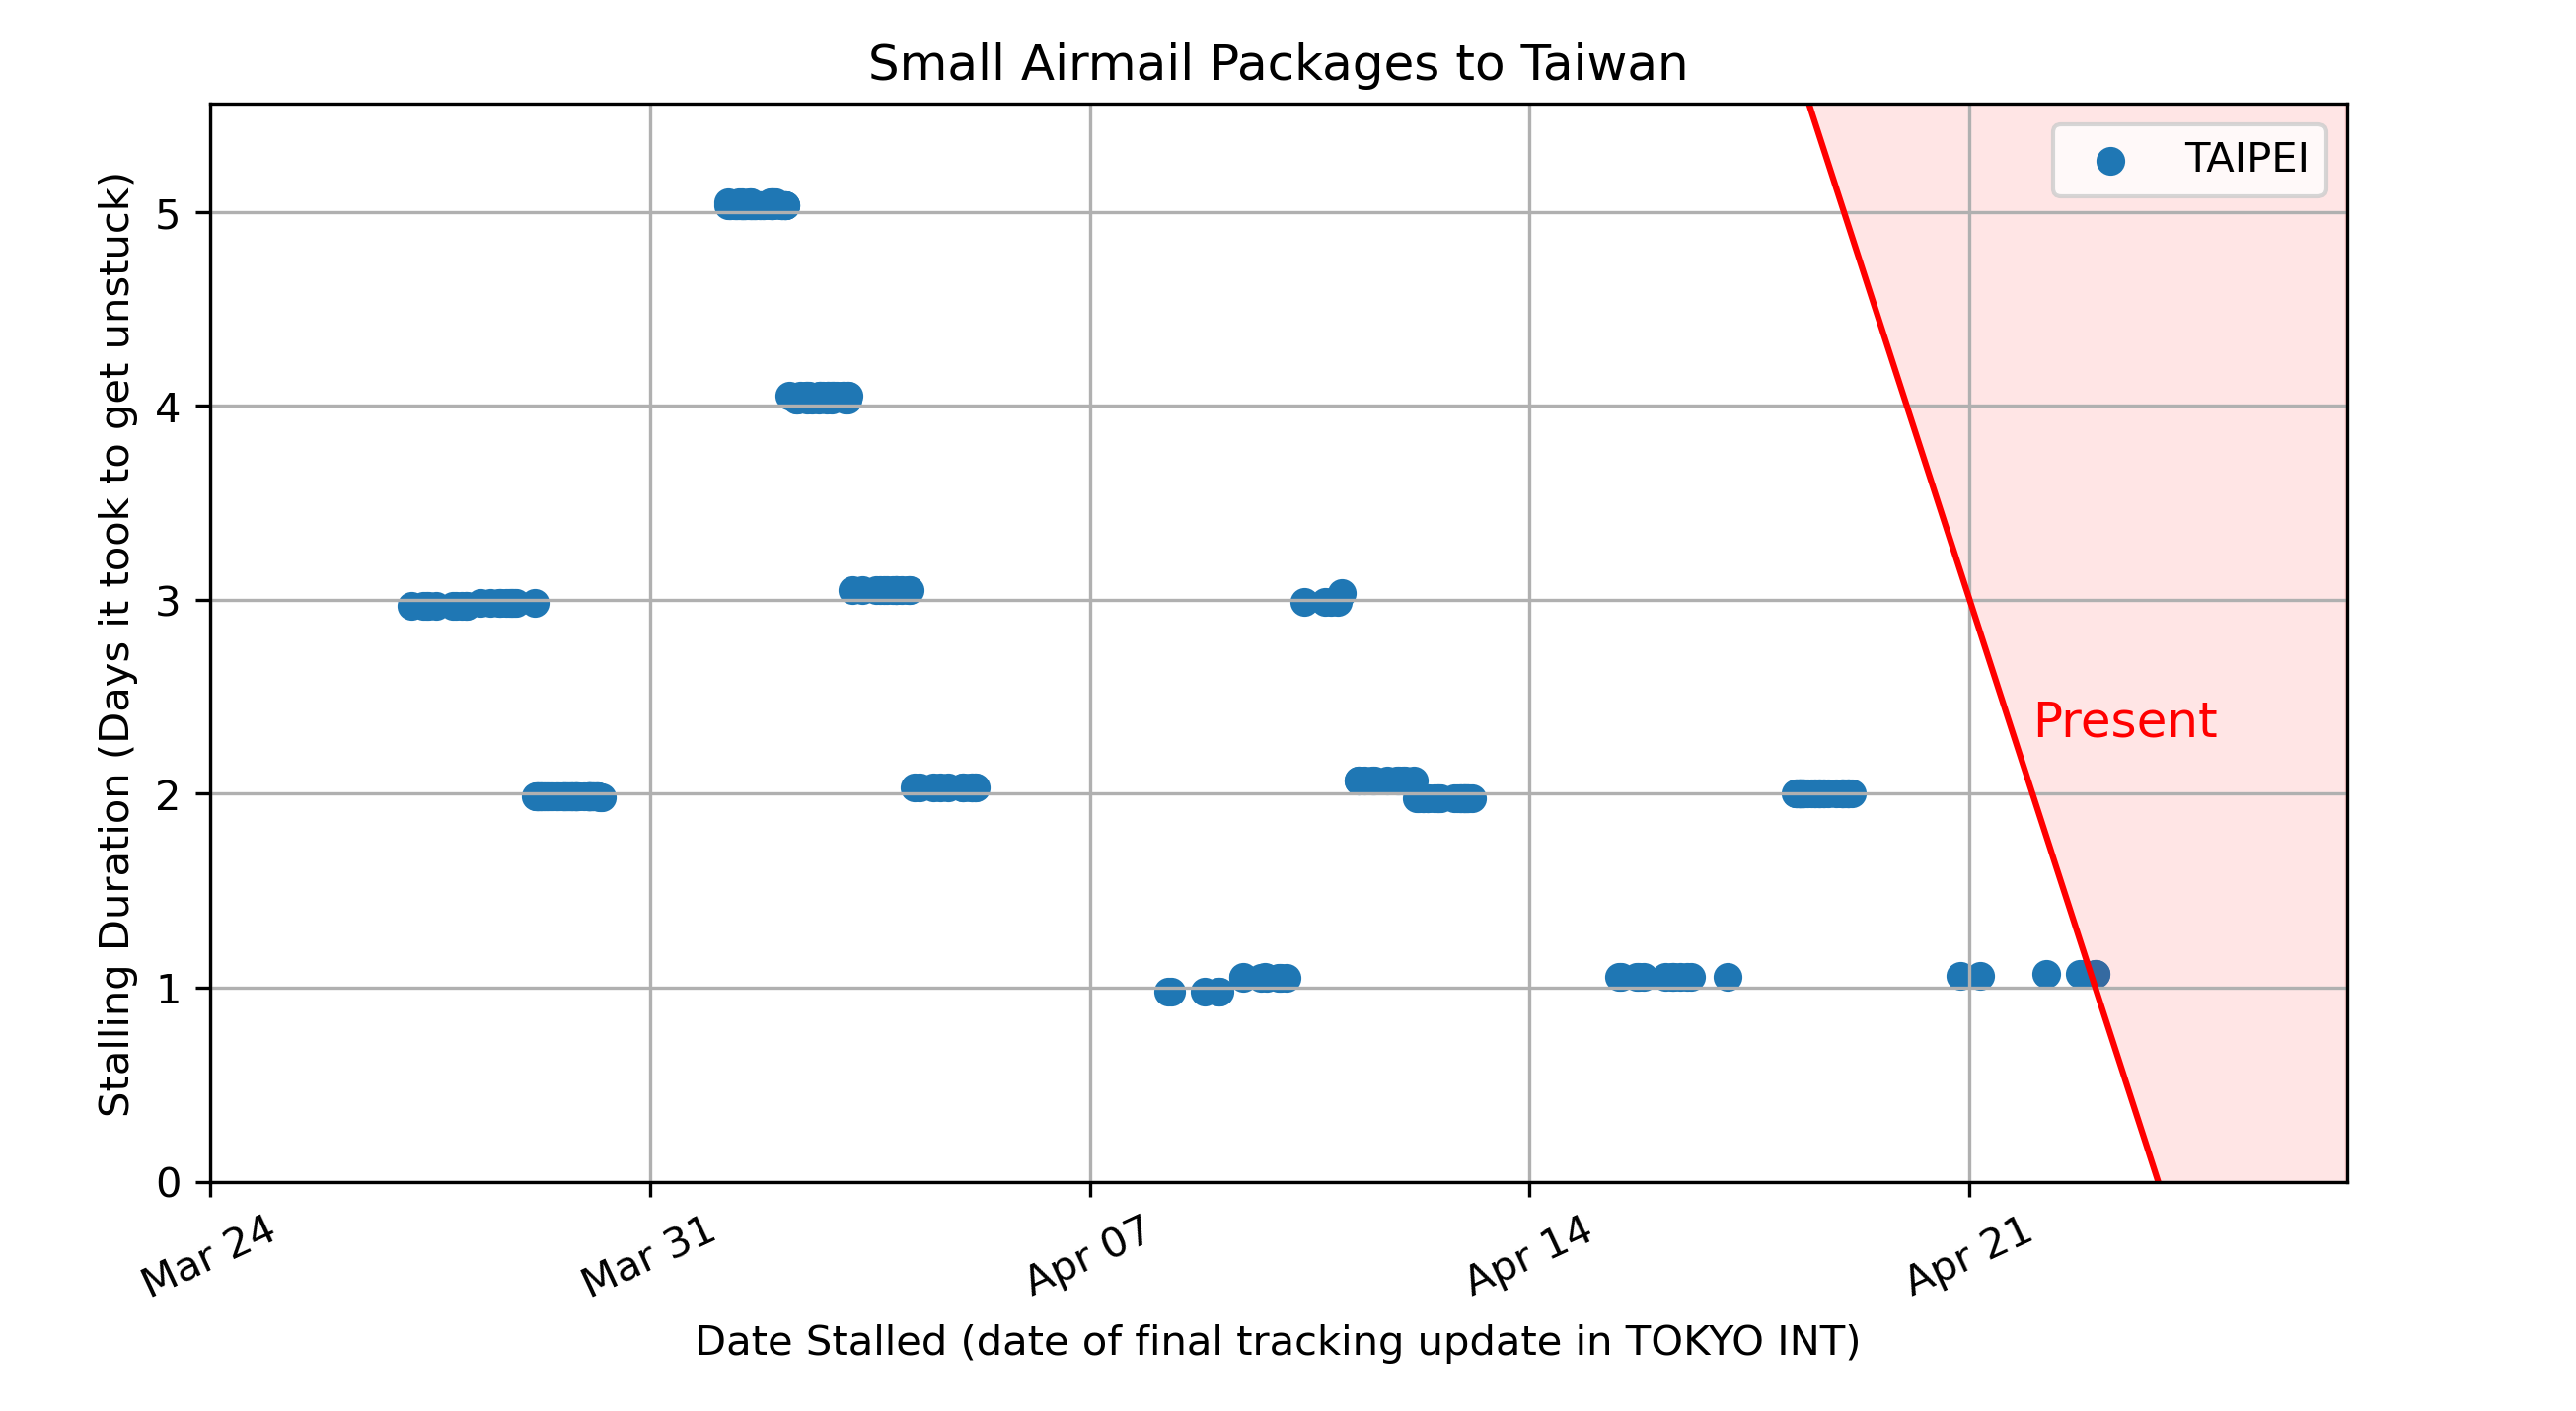 Small Airmail Packages to Taiwan
TAIPEI
Stalling Duration (Days it took to get unstuck)
5
4
3
2
1
0
Present
Mar 24
Mar 31
Apr 07
Apr 14
Apr 21
Date Stalled (date of final tracking update in TOKYO INT)